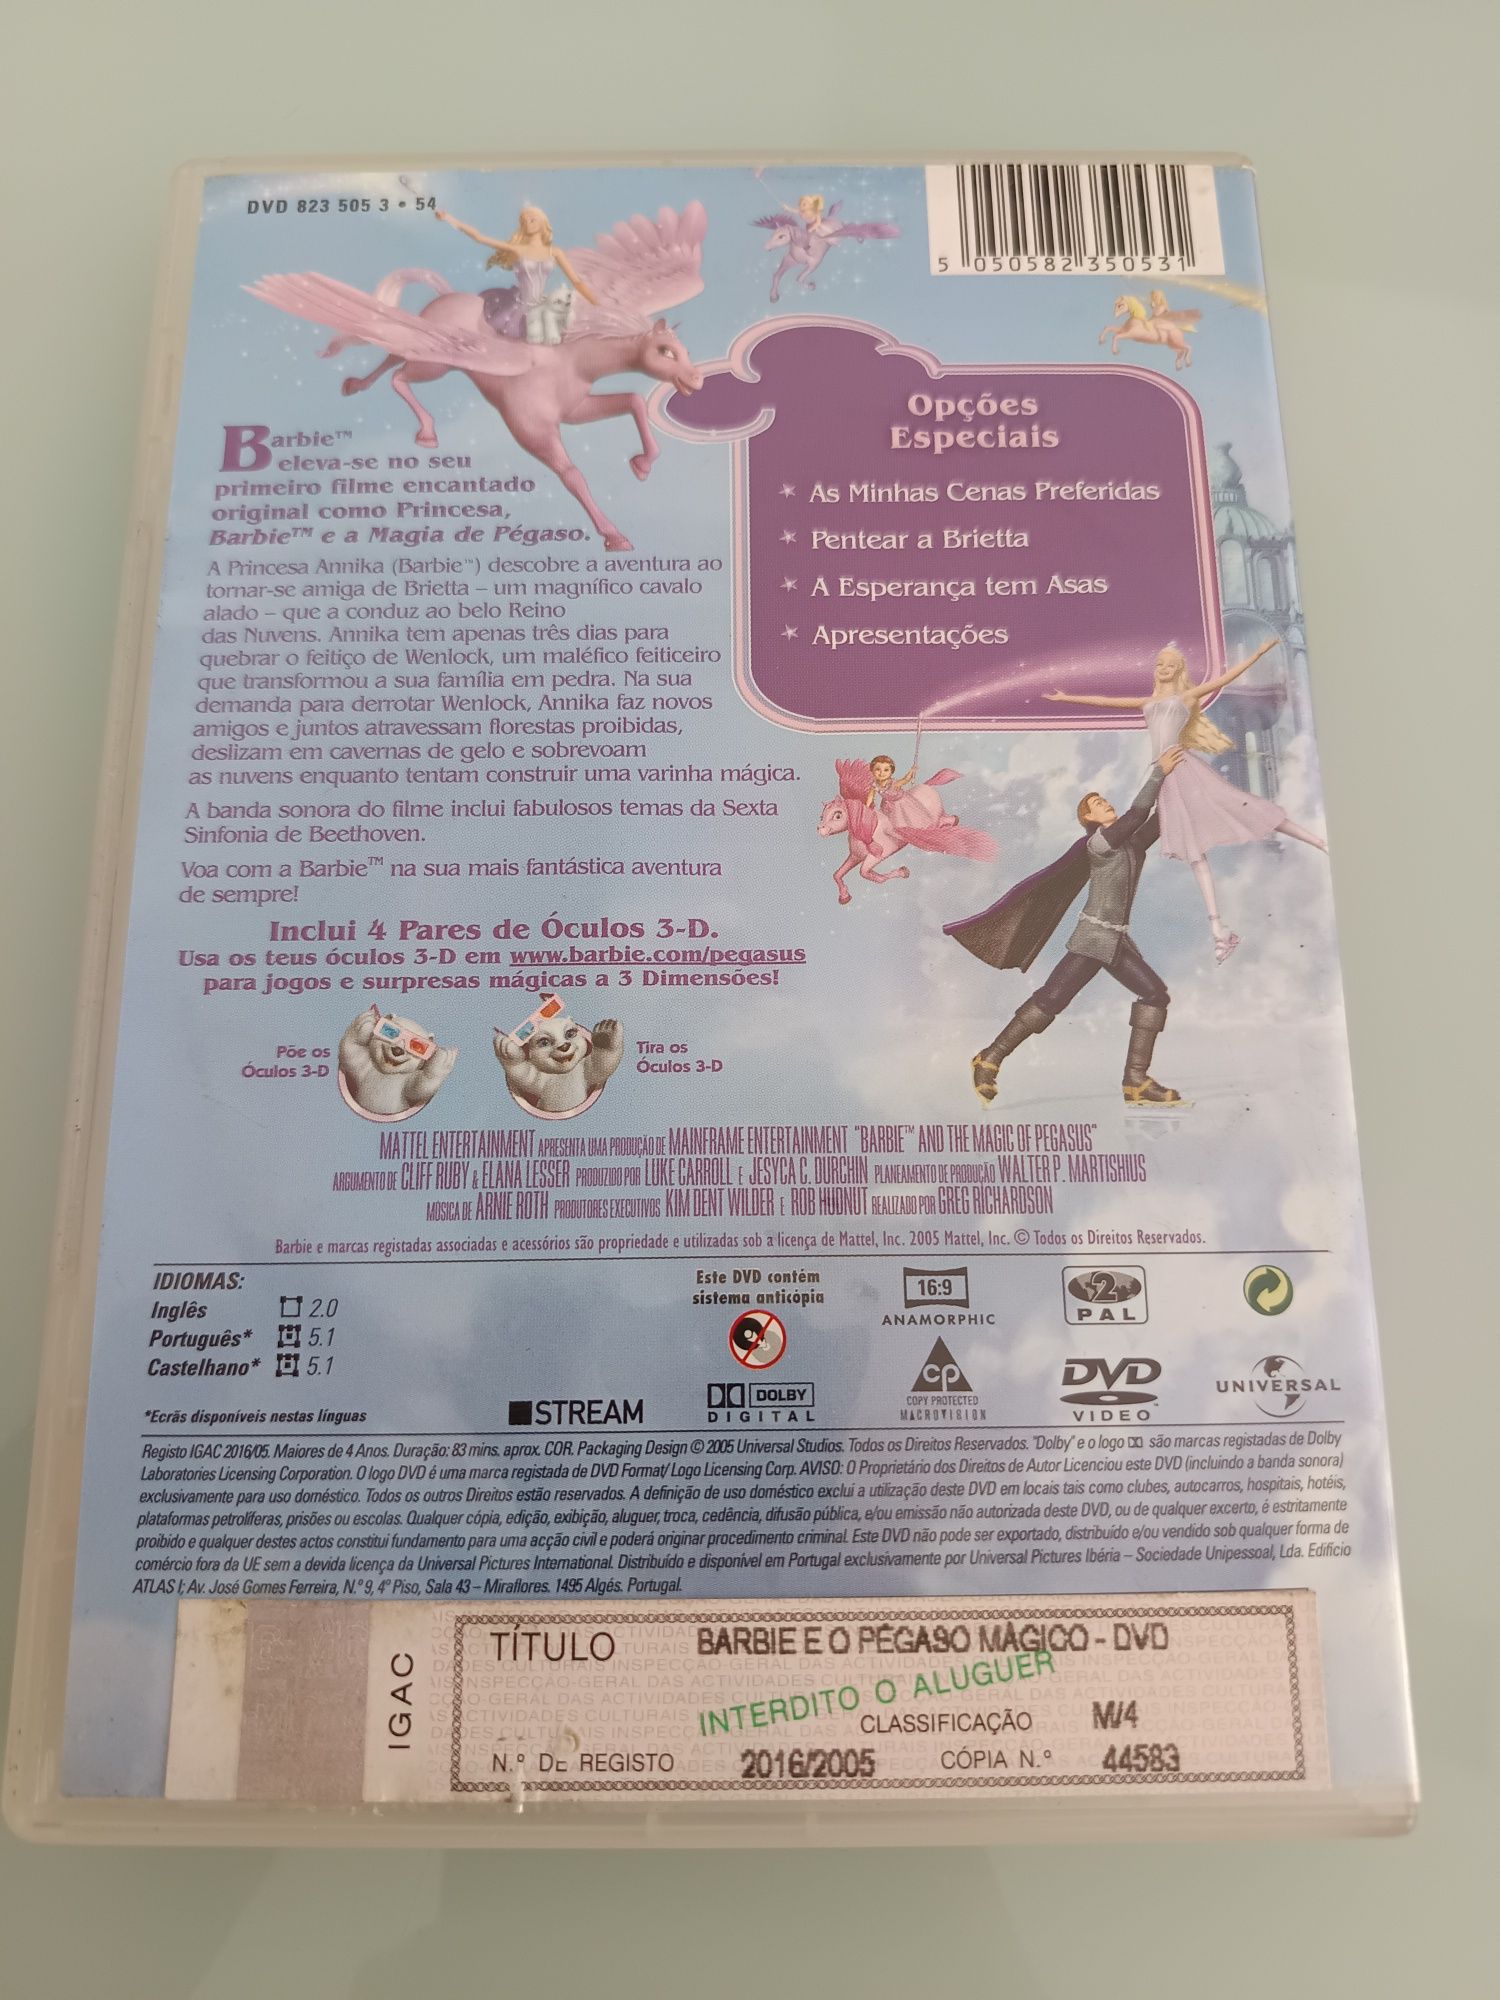 DVD 823 505 3 • 54
5 050582 350531
Barbie™
eleva-se no seu
primeiro filme encantado
original como Princesa,
Barbie™ e a Magia de Pégaso.
A Princesa Annika (Barbie™) descobre a aventura ao
tornar-se amiga de Brietta – um magnífico cavalo
alado – que a conduz ao belo Reino
das Nuvens. Annika tem apenas três dias para
quebrar o feitiço de Wenlock, um maléfico feiticeiro
que transformou a sua família em pedra. Na sua
demanda para derrotar Wenlock, Annika faz novos
amigos e juntos atravessam florestas proibidas,
deslizam em cavernas de gelo e sobrevoam
as nuvens enquanto tentam construir uma varinha mágica.
A banda sonora do filme inclui fabulosos temas da Sexta
Sinfonia de Beethoven.
Voa com a Barbie™ na sua mais fantástica aventura
de sempre!
Inclui 4 Pares de Óculos 3-D.
Usa os teus óculos 3-D em www.barbie.com/pegasus
para jogos e surpresas mágicas a 3 Dimensões!
Põe os
Óculos 3-D
Tira os
Óculos 3-D
Opções
Especiais
As Minhas Cenas Preferidas
Pentear a Brietta
A Esperança tem Asas
Apresentações
MATTEL ENTERTAINMENT APRESENTA UMA PRODUÇÃO DE MAINFRAME ENTERTAINMENT "BARBIE™ AND THE MAGIC OF PEGASUS"
ARGUMENTO DE CLIFF RUBY & ELANA LESSER PRODUZIDO POR LUKE CARROLL E JESYCA C. DURCHIN PLANEAMENTO DE PRODUÇÃO WALTER P. MARTISHIUS
MÚSICA DE ARNIE ROTH PRODUTORES EXECUTIVOS KIM DENT WILDER E ROB HUDNUT REALIZADO POR GREG RICHARDSON
Barbie e marcas registadas associadas e acessórios são propriedade e utilizadas sob a licença de Mattel, Inc. 2005 Mattel, Inc. © Todos os Direitos Reservados.
IDIOMAS:
Inglês 2.0
Português* 5.1
Castelhano* 5.1
*Ecrãs disponíveis nestas línguas
STREAM
Este DVD contém
sistema anticópia
DOLBY
DIGITAL
16:9
ANAMORPHIC
CP
COPY PROTECTED
MACROVISION
2
PAL
DVD
VIDEO
UNIVERSAL
Registo IGAC 2016/05. Maiores de 4 Anos. Duração: 83 mins. aprox. COR. Packaging Design © 2005 Universal Studios. Todos os Direitos Reservados. "Dolby" e o logo são marcas registadas de Dolby
Laboratories Licensing Corporation. O logo DVD é uma marca registada de DVD Format/ Logo Licensing Corp. AVISO: O Proprietário dos Direitos de Autor Licenciou este DVD (incluindo a banda sonora)
exclusivamente para uso doméstico. Todos os outros Direitos estão reservados. A definição de uso doméstico exclui a utilização deste DVD em locais tais como clubes, autocarros, hospitais, hotéis,
plataformas petrolíferas, prisões ou escolas. Qualquer cópia, edição, exibição, aluguer, troca, cedência, difusão pública, e/ou emissão não autorizada deste DVD, ou de qualquer excerto, é estritamente
proibido e qualquer destes actos constitui fundamento para uma acção civil e poderá originar procedimento criminal. Este DVD não pode ser exportado, distribuído e/ou vendido sob qualquer forma de
comércio fora da UE sem a devida licença da Universal Pictures International. Distribuído e disponível em Portugal exclusivamente por Universal Pictures Ibéria – Sociedade Unipessoal, Lda. Edifício
ATLAS I; Av. José Gomes Ferreira, N.º 9, 4º Piso, Sala 43 – Miraflores. 1495 Algés. Portugal.
IGAC
TÍTULO BARBIE E O PÉGASO MÁGICO - DVD
INTERDITO O ALUGUER
CLASSIFICAÇÃO M/4
N.º DE REGISTO 2016/2005 CÓPIA N.º 44583